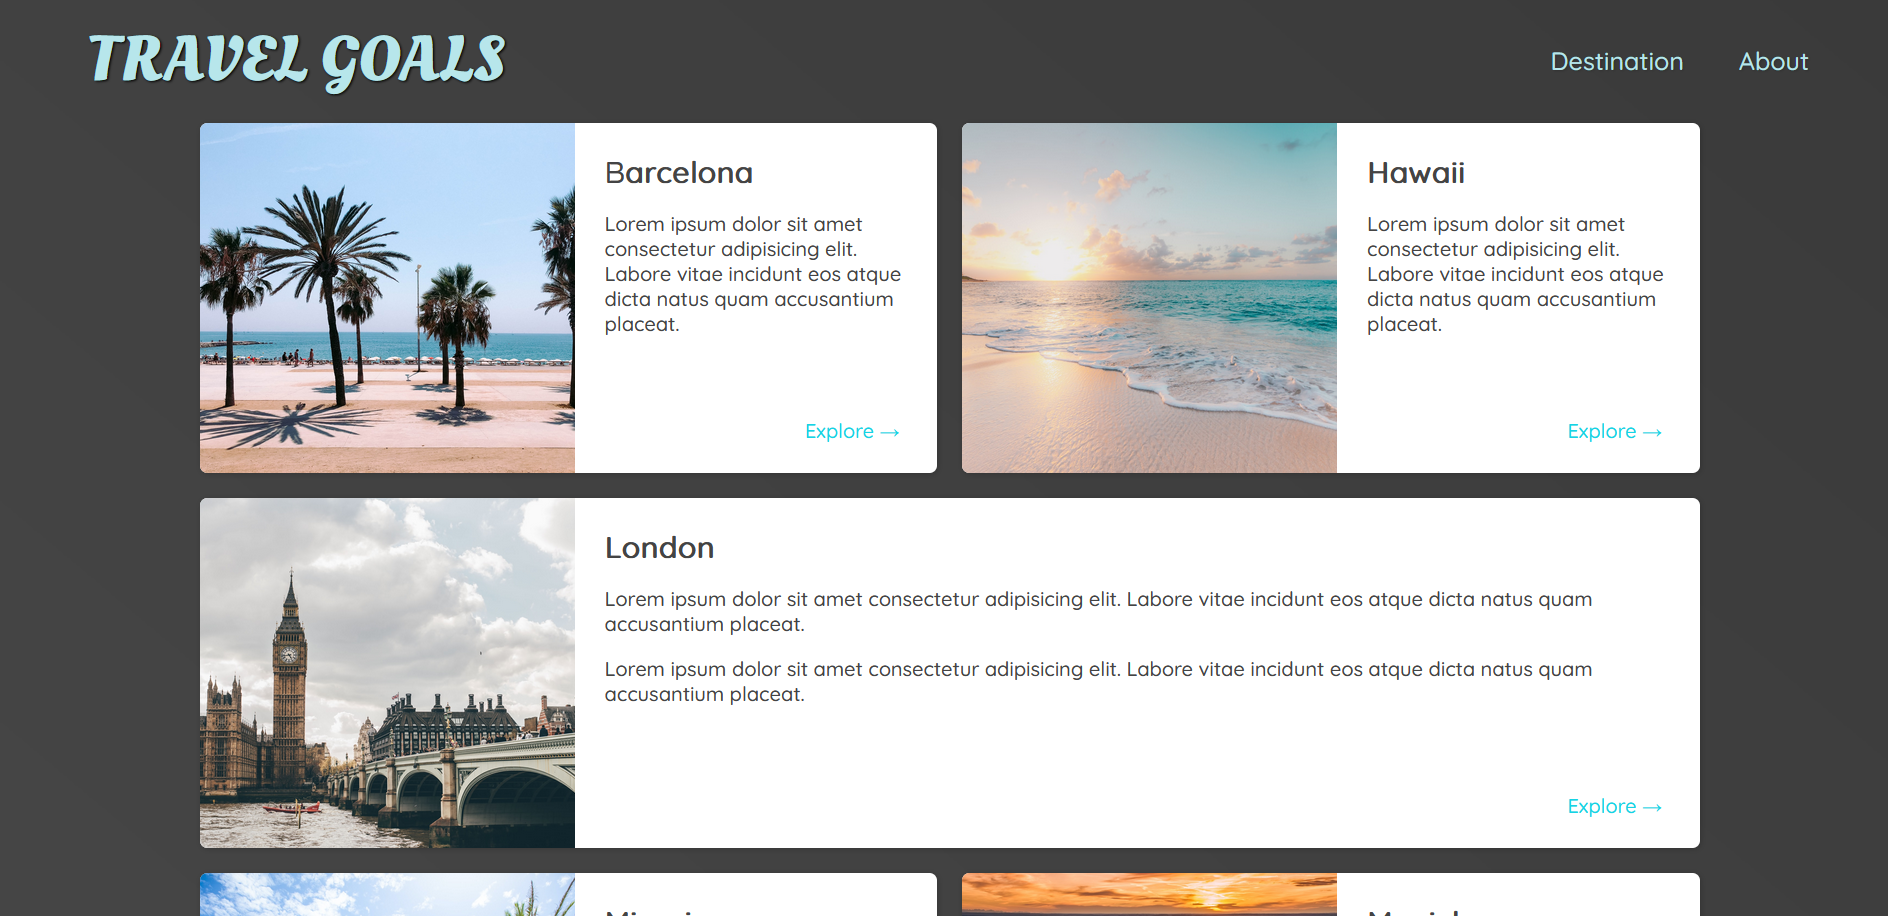 TRAVEL GOALS
Destination
About
Barcelona
Lorem ipsum dolor sit amet
consectetur adipisicing elit.
Labore vitae incidunt eos atque
dicta natus quam accusantium
placeat.
Explore →
Hawaii
Lorem ipsum dolor sit amet
consectetur adipisicing elit.
Labore vitae incidunt eos atque
dicta natus quam accusantium
placeat.
Explore →
London
Lorem ipsum dolor sit amet consectetur adipisicing elit. Labore vitae incidunt eos atque dicta natus quam
accusantium placeat.
Lorem ipsum dolor sit amet consectetur adipisicing elit. Labore vitae incidunt eos atque dicta natus quam
accusantium placeat.
Explore →